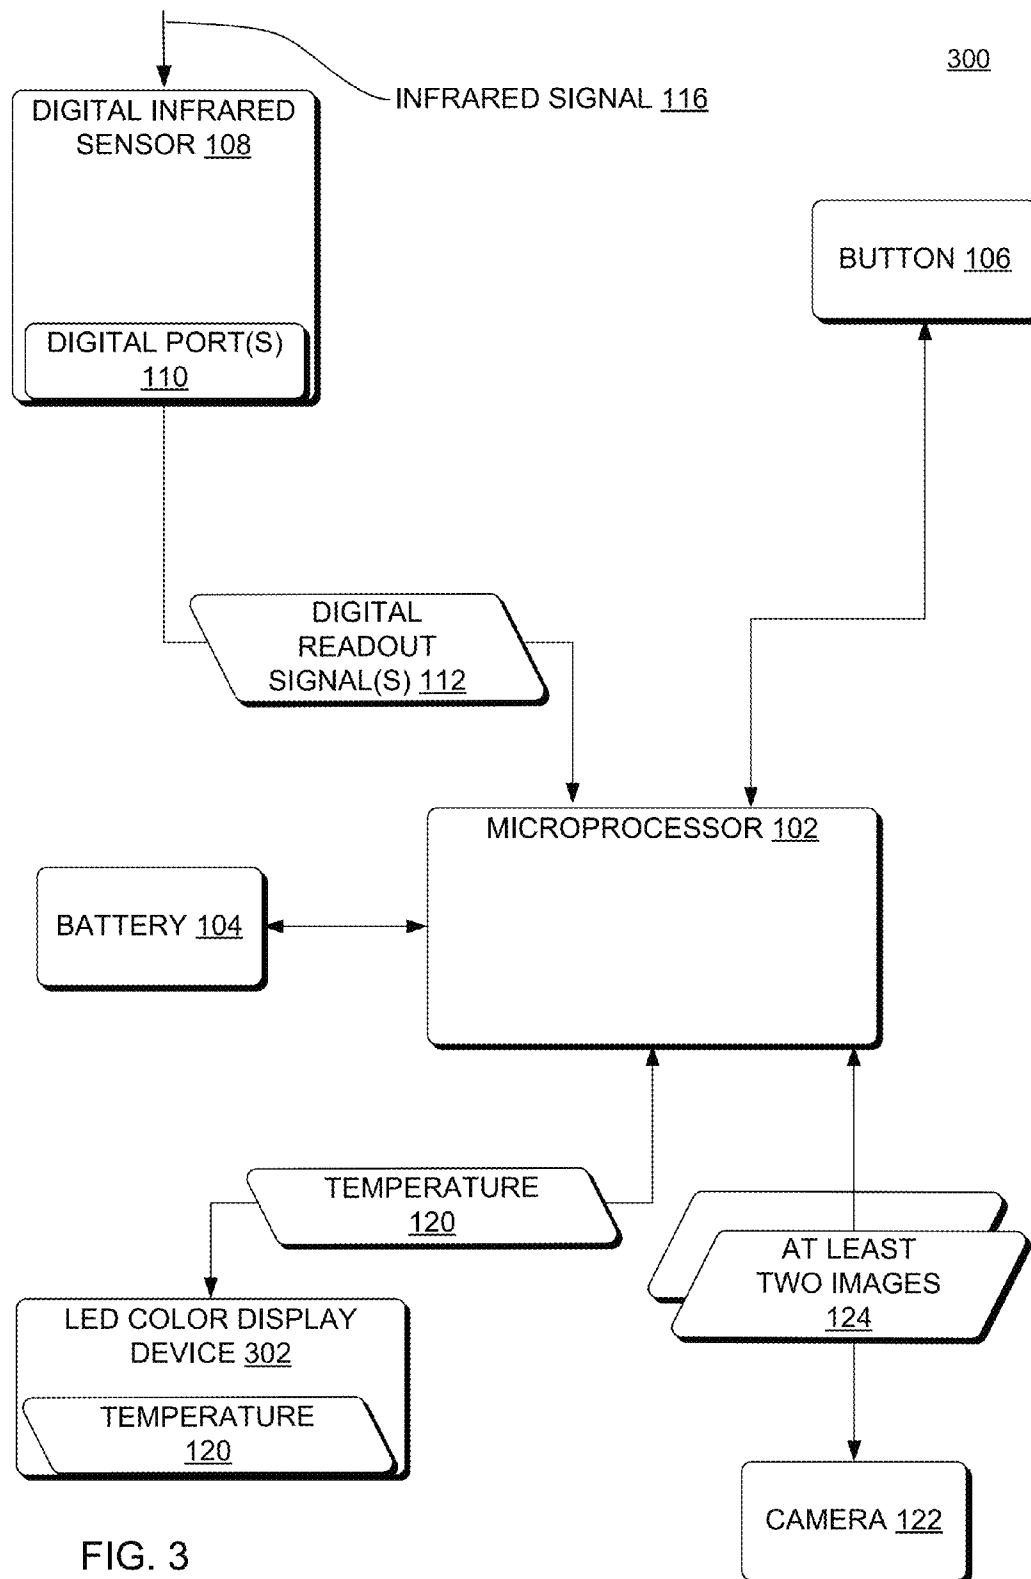 300
INFRARED SIGNAL 116
DIGITAL INFRARED
SENSOR 108
BUTTON 106
DIGITAL PORT(S)
110
DIGITAL
READOUT
SIGNAL(S) 112
MICROPROCESSOR 102
BATTERY 104
TEMPERATURE
120
AT LEAST
TWO IMAGES
124
LED COLOR DISPLAY
DEVICE 302
TEMPERATURE
120
CAMERA 122
FIG. 3